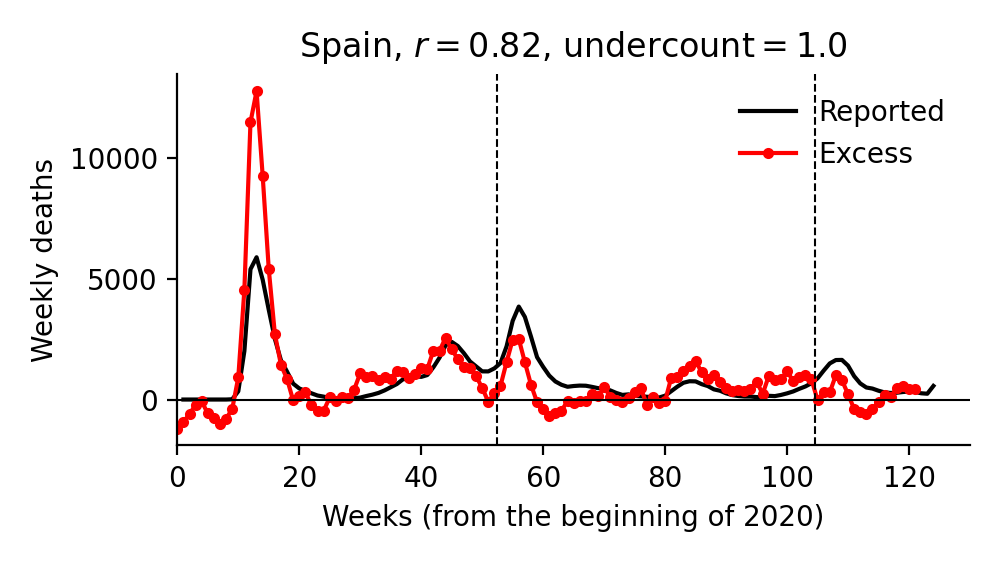 Spain, r = 0.82, undercount = 1.0
Reported
Excess
Weekly deaths
10000
5000
0
0 20 40 60 80 100 120
Weeks (from the beginning of 2020)